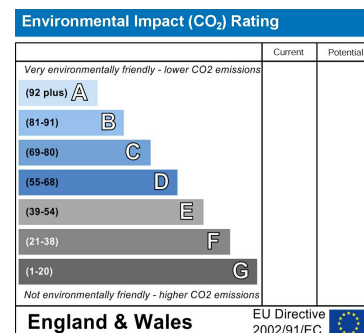 Environmental Impact (CO₂) Rating
Current Potential
Very environmentally friendly - lower CO2 emissions
(92 plus) A
(81-91) B
(69-80) C
(55-68) D
(39-54) E
(21-38) F
(1-20) G
Not environmentally friendly - higher CO2 emissions
England & Wales
EU Directive
2002/91/EC